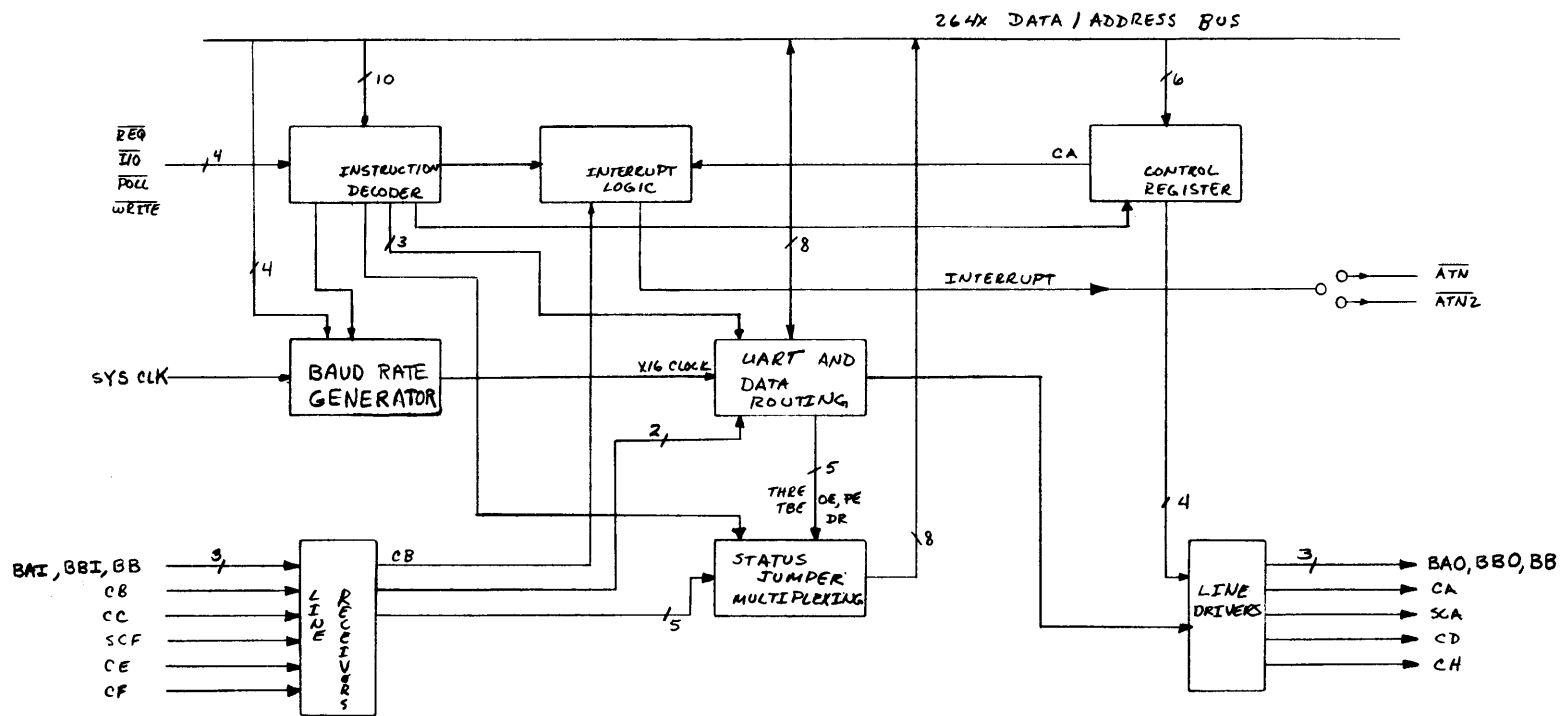 264X DATA / ADDRESS BUS
10
6
REQ
I/O
POLL
WRITE
4
INSTRUCTION
DECODER
INTERRUPT
LOGIC
CA
CONTROL
REGISTER
3
8
4
INTERRUPT
ATN
ATN2
SYS CLK
BAUD RATE
GENERATOR
X16 CLOCK
UART AND
DATA
ROUTING
2
5
THRE
TBE
OE, PE
DR
4
8
BAI, BBI, BB
3
CB
CC
SCF
CE
CF
LINE
RECEIVERS
CB
5
STATUS
JUMPER
MULTIPLEXING
LINE
DRIVERS
3
BAO, BBO, BB
CA
SCA
CD
CH